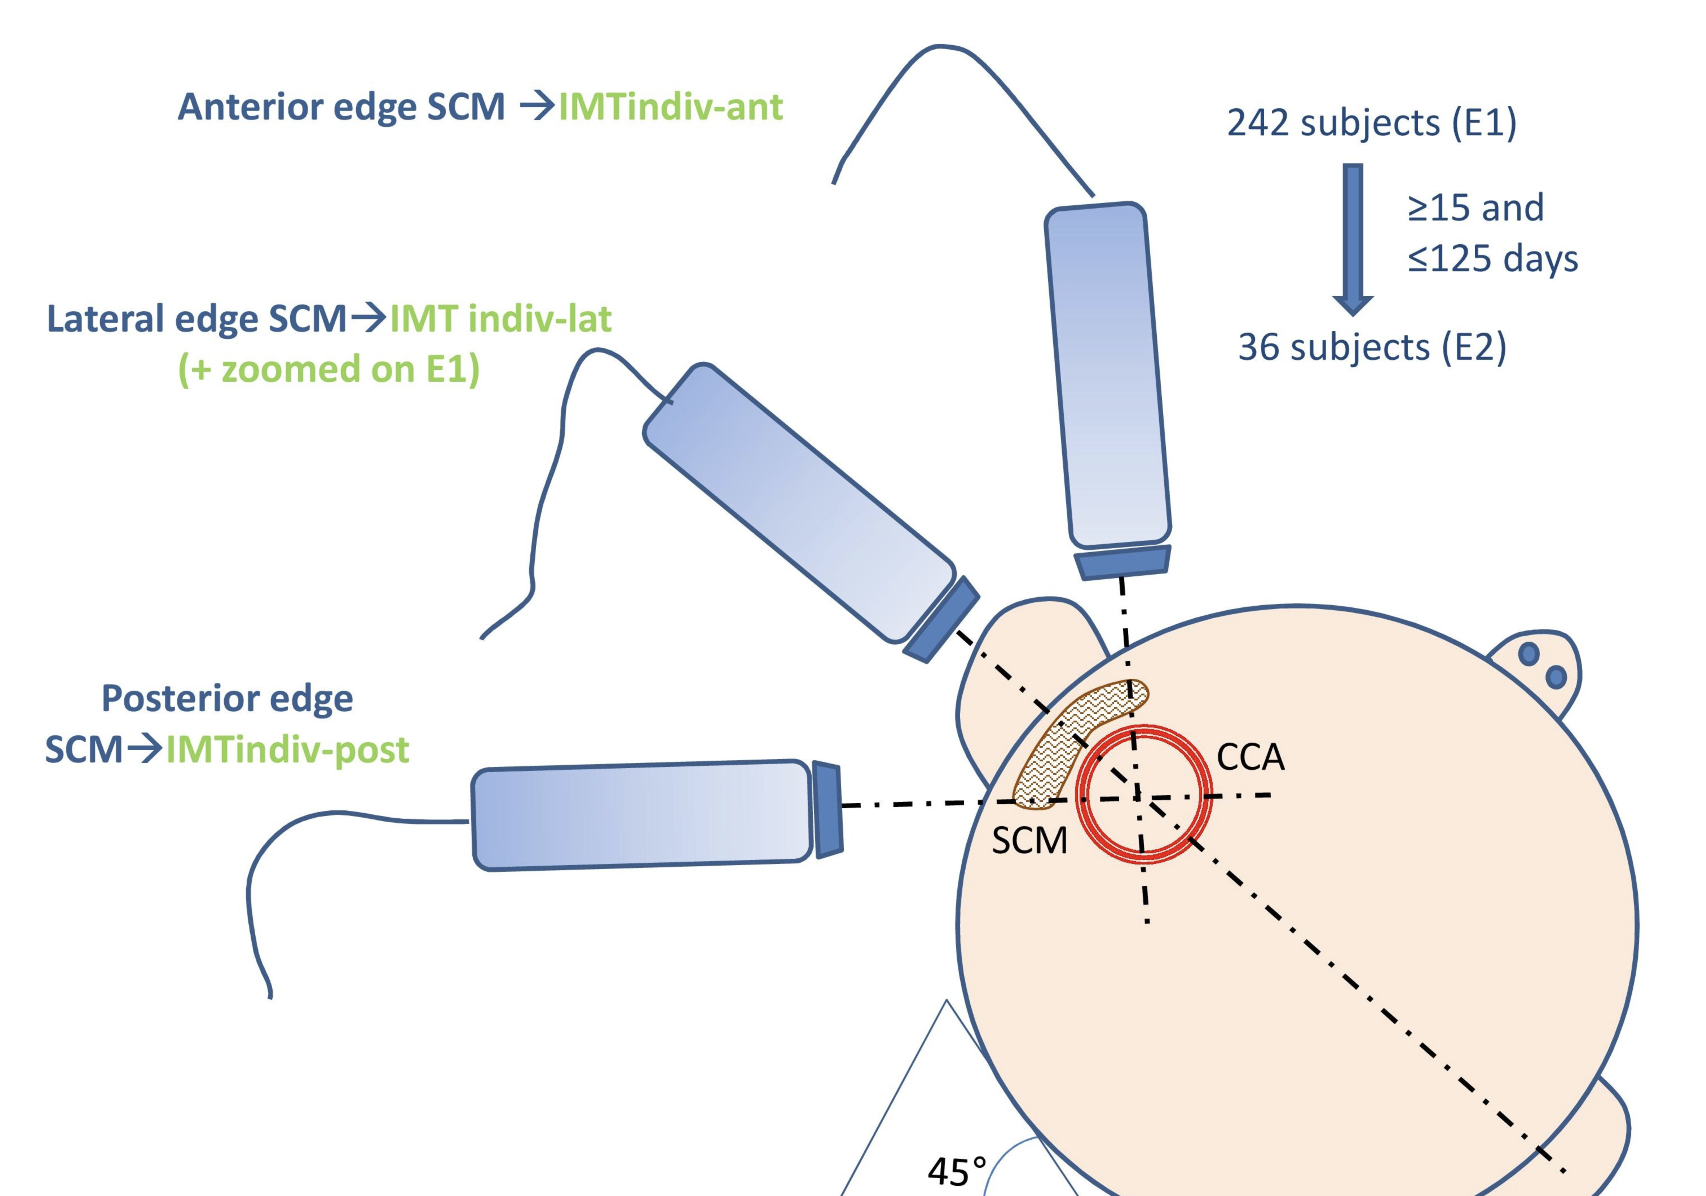 Anterior edge SCM →IMTindiv-ant
242 subjects (E1)
≥15 and
≤125 days
36 subjects (E2)
Lateral edge SCM→IMT indiv-lat
(+ zoomed on E1)
Posterior edge
SCM→IMTindiv-post
CCA
SCM
45°